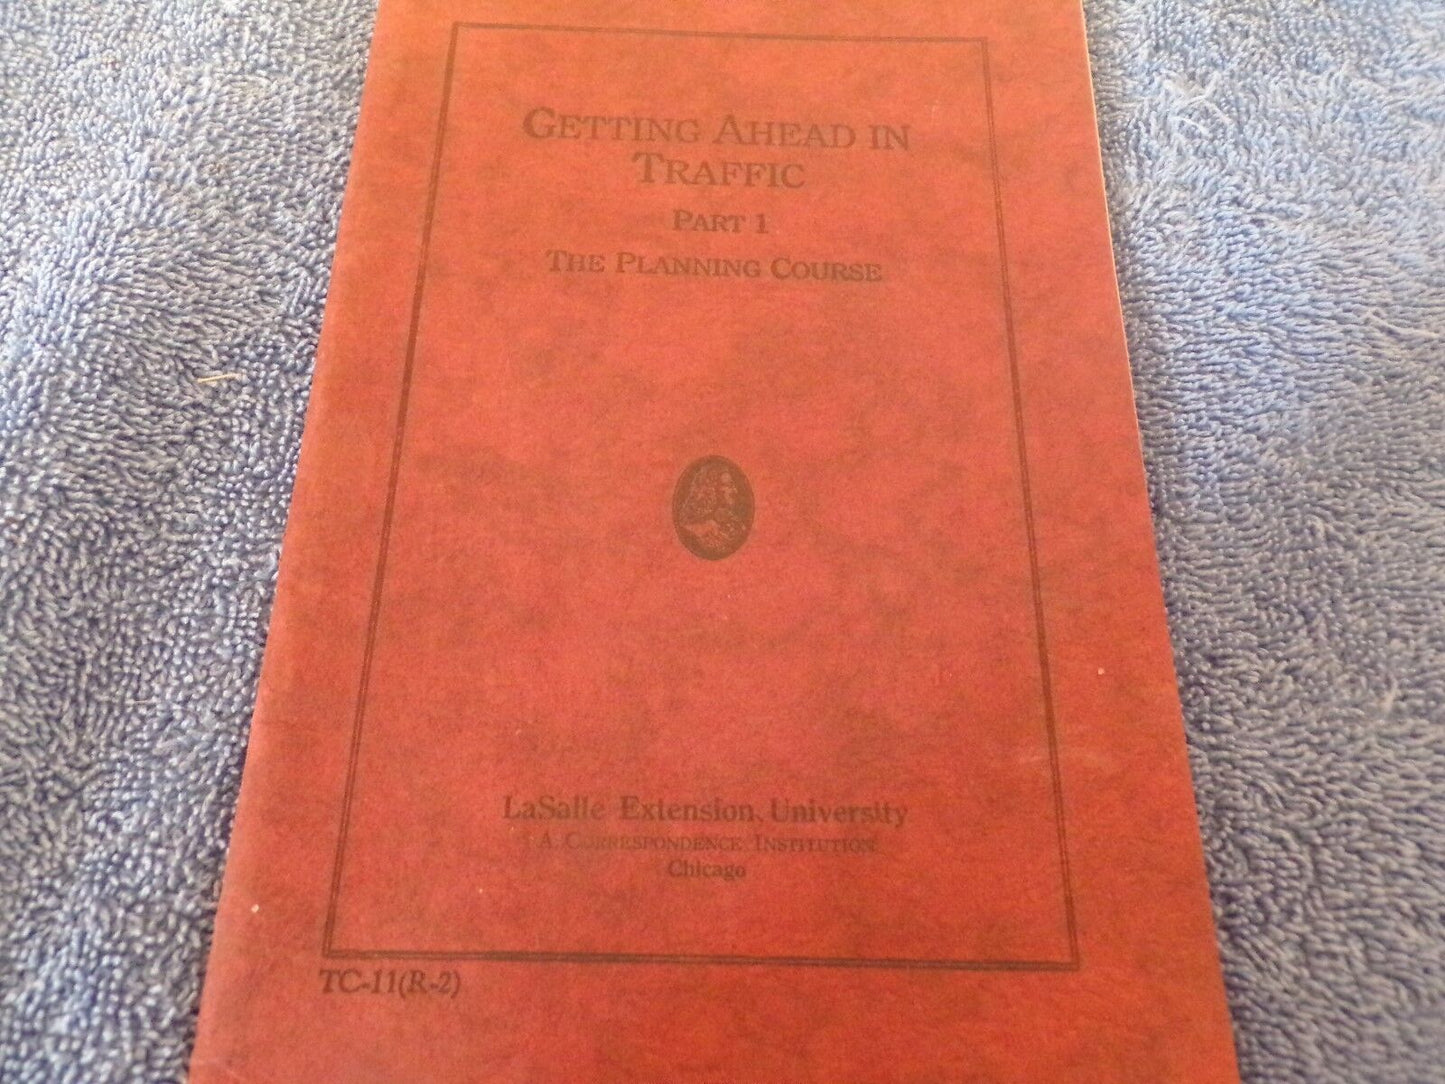 GETTING AHEAD IN
TRAFFIC
PART 1
THE PLANNING COURSE
LaSalle Extension University
A CORRESPONDENCE INSTITUTION
Chicago
TC-11(R-2)